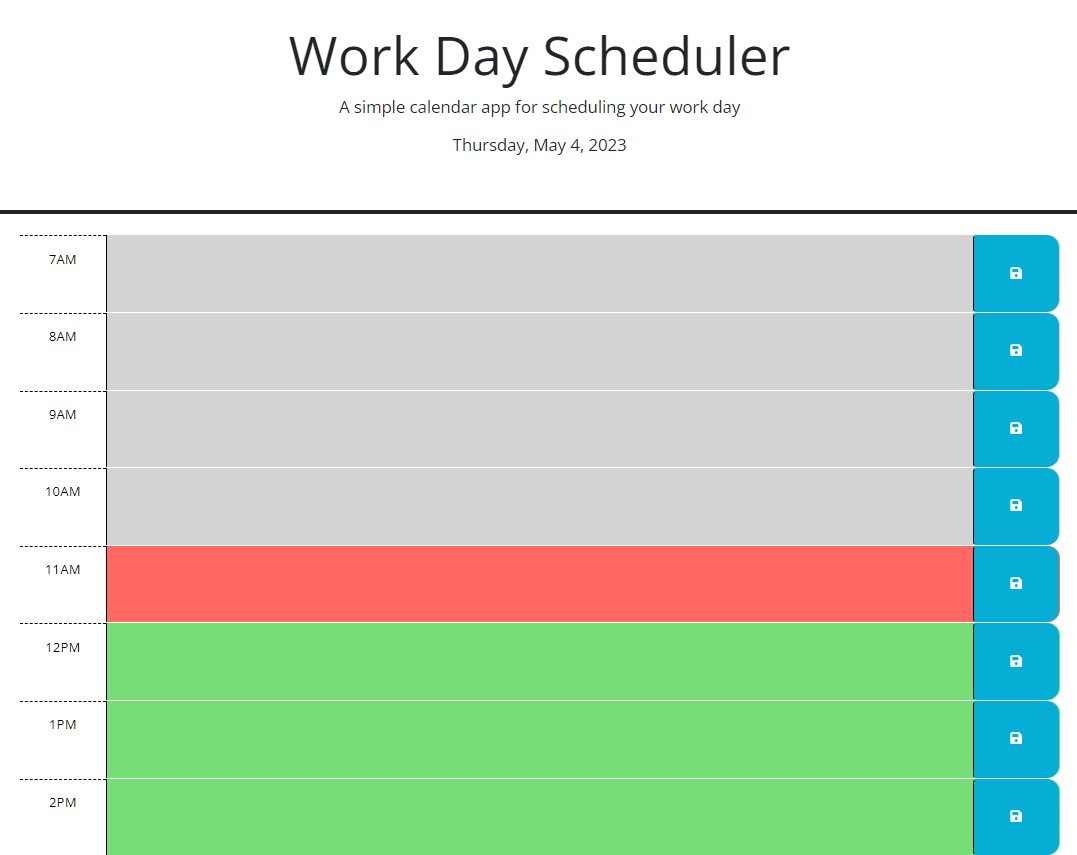 Work Day Scheduler
A simple calendar app for scheduling your work day
Thursday, May 4, 2023
7AM
8AM
9AM
10AM
11AM
12PM
1PM
2PM